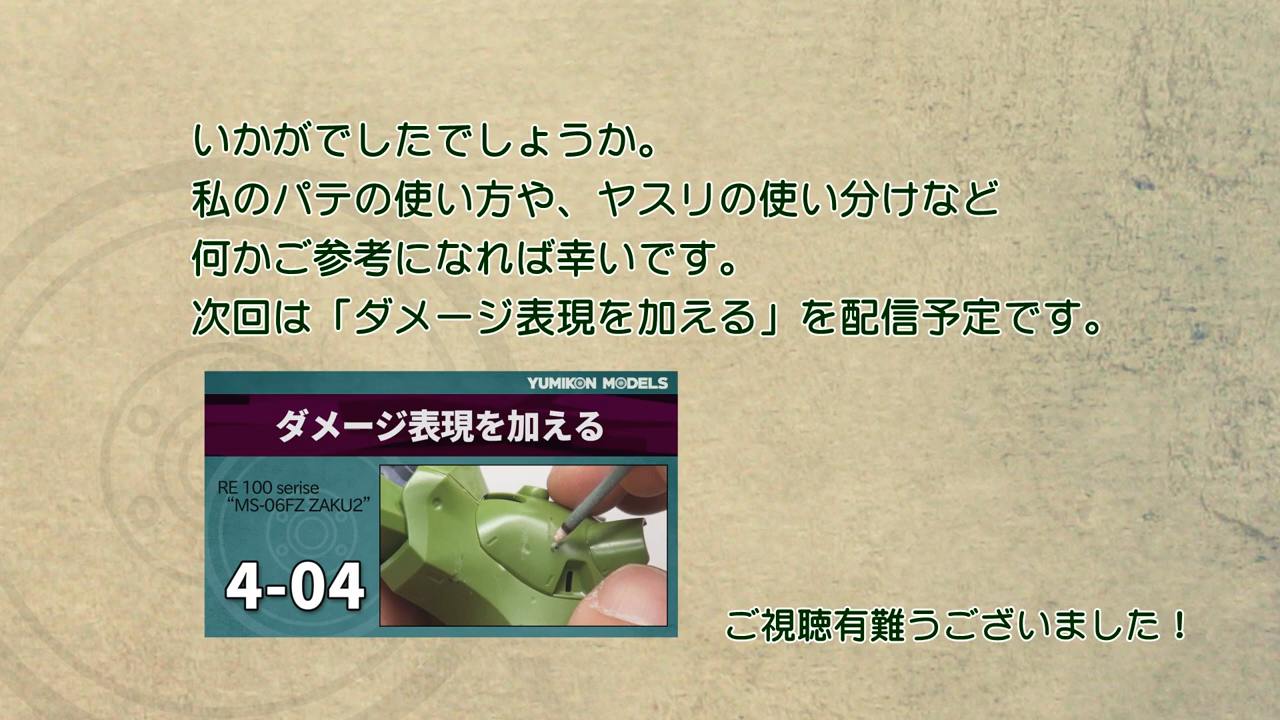 いかがでしたでしょうか。
私のパテの使い方や、ヤスリの使い分けなど
何かご参考になれば幸いです。
次回は「ダメージ表現を加える」を配信予定です。
YUMIKON MODELS
ダメージ表現を加える
RE 100 serise
“MS-06FZ ZAKU2”
4-04
ご視聴有難うございました！